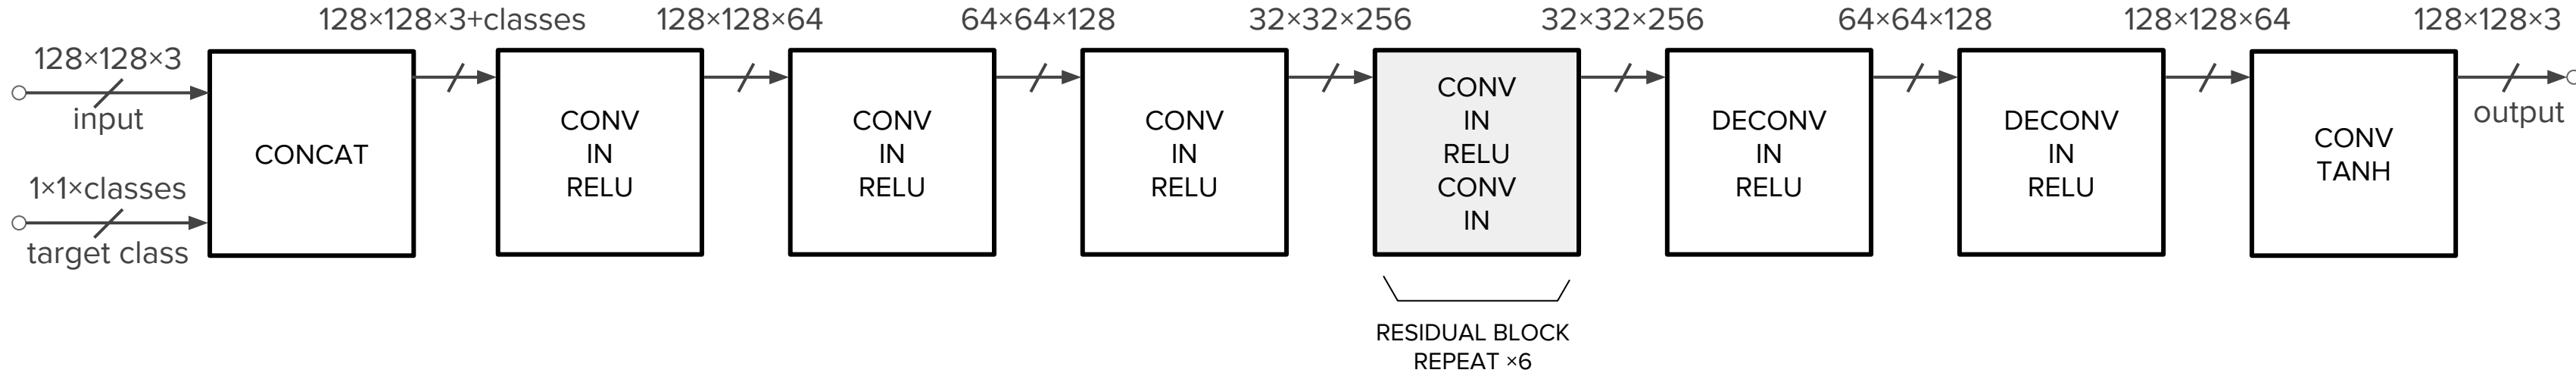 128×128×3+classes
128×128×64
64×64×128
32×32×256
32×32×256
64×64×128
128×128×64
128×128×3
128×128×3
input
1×1×classes
target class
CONCAT
CONV
IN
RELU
CONV
IN
RELU
CONV
IN
RELU
CONV
IN
RELU
CONV
IN
DECONV
IN
RELU
DECONV
IN
RELU
CONV
TANH
output
RESIDUAL BLOCK
REPEAT ×6